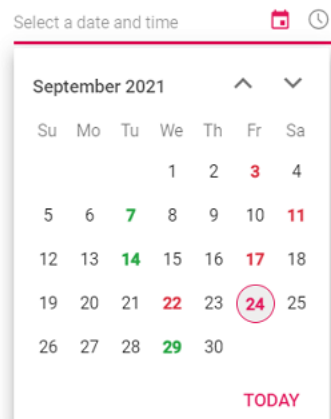 Select a date and time
September 2021
Su Mo Tu We Th Fr Sa
1 2 3 4
5 6 7 8 9 10 11
12 13 14 15 16 17 18
19 20 21 22 23 24 25
26 27 28 29 30
TODAY